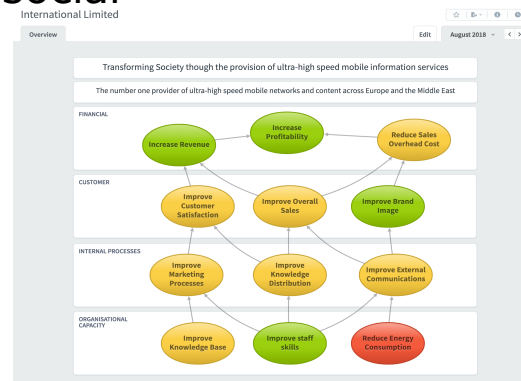 Social
International Limited
Overview
Edit
August 2018
Transforming Society though the provision of ultra-high speed mobile information services
The number one provider of ultra-high speed mobile networks and content across Europe and the Middle East
FINANCIAL
Increase Revenue
Increase
Profitability
Reduce Sales
Overhead Cost
CUSTOMER
Improve
Customer
Satisfaction
Improve Overall
Sales
Improve Brand
Image
INTERNAL PROCESSES
Improve
Marketing
Processes
Improve
Knowledge
Distribution
Improve External
Communications
ORGANISATIONAL
CAPACITY
Improve
Knowledge Base
Improve staff
skills
Reduce Energy
Consumption